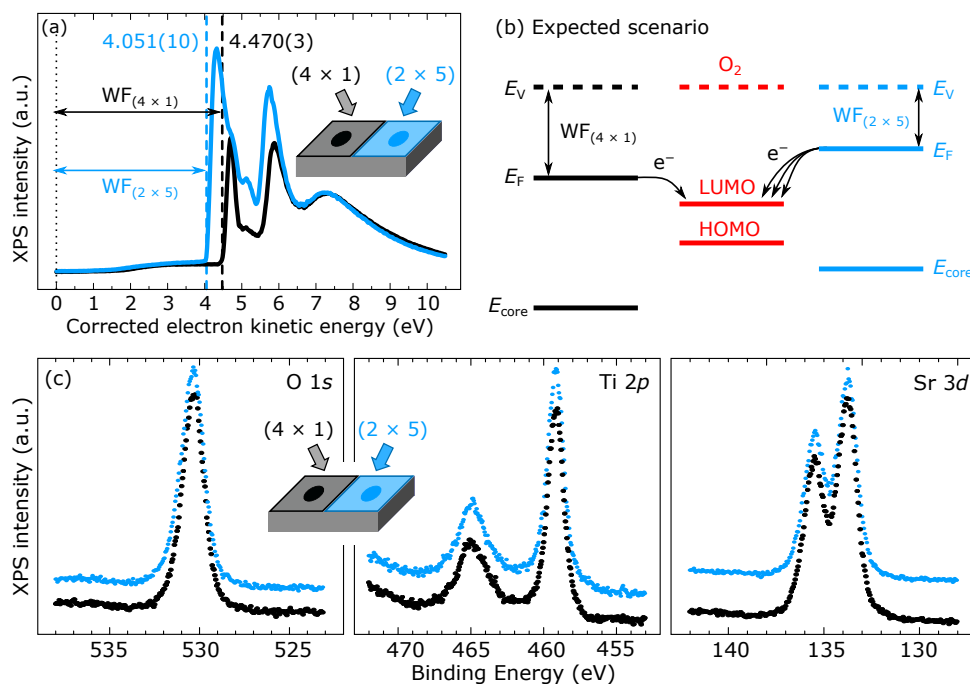 (a)
4.051(10)
4.470(3)
(4 × 1)
(2 × 5)
WF(4 × 1)
WF(2 × 5)
XPS intensity (a.u.)
0 1 2 3 4 5 6 7 8 9 10
Corrected electron kinetic energy (eV)
(b) Expected scenario
O2
EV
EV
WF(4 × 1)
WF(2 × 5)
e−
e−
EF
EF
LUMO
HOMO
Ecore
Ecore
(c)
O 1s
Ti 2p
Sr 3d
(4 × 1)
(2 × 5)
XPS intensity (a.u.)
535 530 525
465 460 455
140 135 130
Binding Energy (eV)